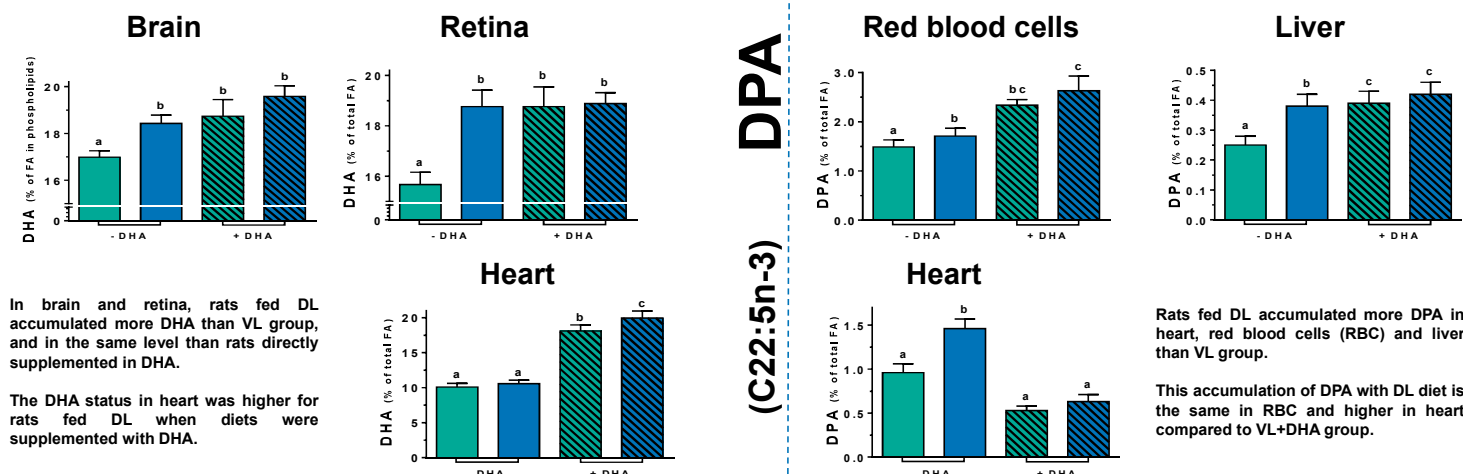 Brain
DHA (% of FA in phospholipids)
20
18
16
0
a
b
b
b
- DHA
+ DHA
Retina
DHA (% of total FA)
20
18
16
0
a
b
b
b
- DHA
+ DHA
In brain and retina, rats fed DL
accumulated more DHA than VL group,
and in the same level than rats directly
supplemented in DHA.
The DHA status in heart was higher for
rats fed DL when diets were
supplemented with DHA.
Heart
DHA (% of total FA)
20
15
10
5
0
a
a
b
c
- DHA
+ DHA
DPA
(C22:5n-3)
Red blood cells
DPA (% of total FA)
3.0
2.0
1.0
0.0
a
b
b c
c
- DHA
+ DHA
Liver
DPA (% of total FA)
0.5
0.4
0.3
0.2
0.1
0.0
a
b
c
c
- DHA
+ DHA
Heart
DPA (% of total FA)
1.5
1.0
0.5
0.0
a
b
a
a
- DHA
+ DHA
Rats fed DL accumulated more DPA in
heart, red blood cells (RBC) and liver
than VL group.
This accumulation of DPA with DL diet is
the same in RBC and higher in heart
compared to VL+DHA group.